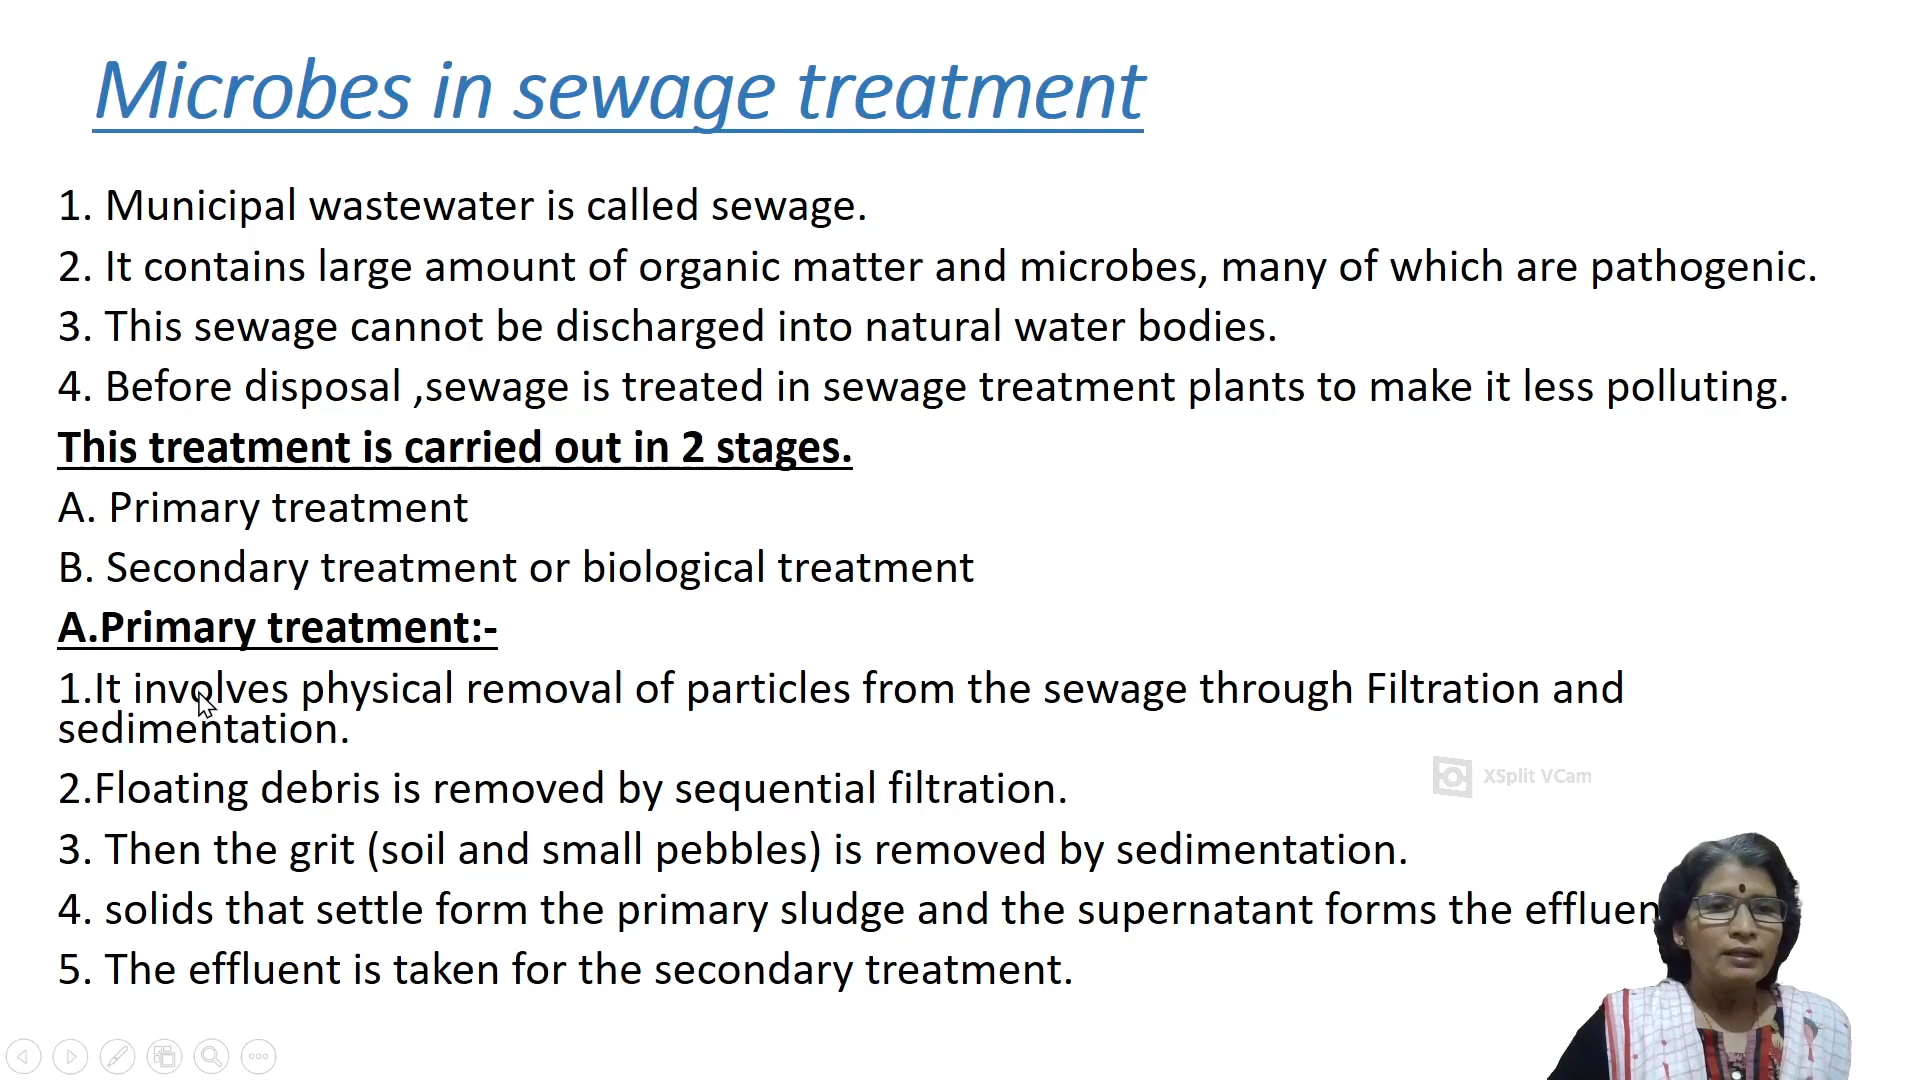 Microbes in sewage treatment
1. Municipal wastewater is called sewage.
2. It contains large amount of organic matter and microbes, many of which are pathogenic.
3. This sewage cannot be discharged into natural water bodies.
4. Before disposal ,sewage is treated in sewage treatment plants to make it less polluting.
This treatment is carried out in 2 stages.
A. Primary treatment
B. Secondary treatment or biological treatment
A.Primary treatment:-
1.It involves physical removal of particles from the sewage through Filtration and
sedimentation.
2.Floating debris is removed by sequential filtration.
XSplit VCam
3. Then the grit (soil and small pebbles) is removed by sedimentation.
4. solids that settle form the primary sludge and the supernatant forms the effluen
5. The effluent is taken for the secondary treatment.